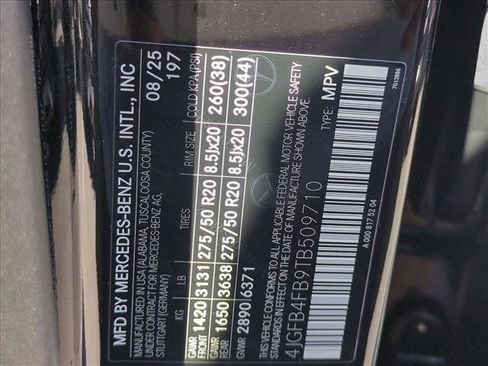 MFD BY MERCEDES-BENZ U.S. INTL., INC
MANUFACTURED IN USA (ALABAMA, TUSCALOOSA COUNTY)
UNDER CONTRACT FOR MERCEDES-BENZ AG,
STUTTGART (GERMANY)
08/25
197
KG LB TIRES RIM SIZE COLD KPA(PSI)
GAWR FRONT 1420 3131 275/50 R20 8.5Jx20 260(38)
GAWR REAR 1650 3638 275/50 R20 8.5Jx20 300(44)
GVWR 2890 6371
THIS VEHICLE CONFORMS TO ALL APPLICABLE FEDERAL MOTOR VEHICLE SAFETY
STANDARD IN EFFECT ON THE DATE OF MANUFACTURE SHOWN ABOVE.
4JGFB4FB9TB509710 TYPE: MPV
A 000 817 52 04
7013866